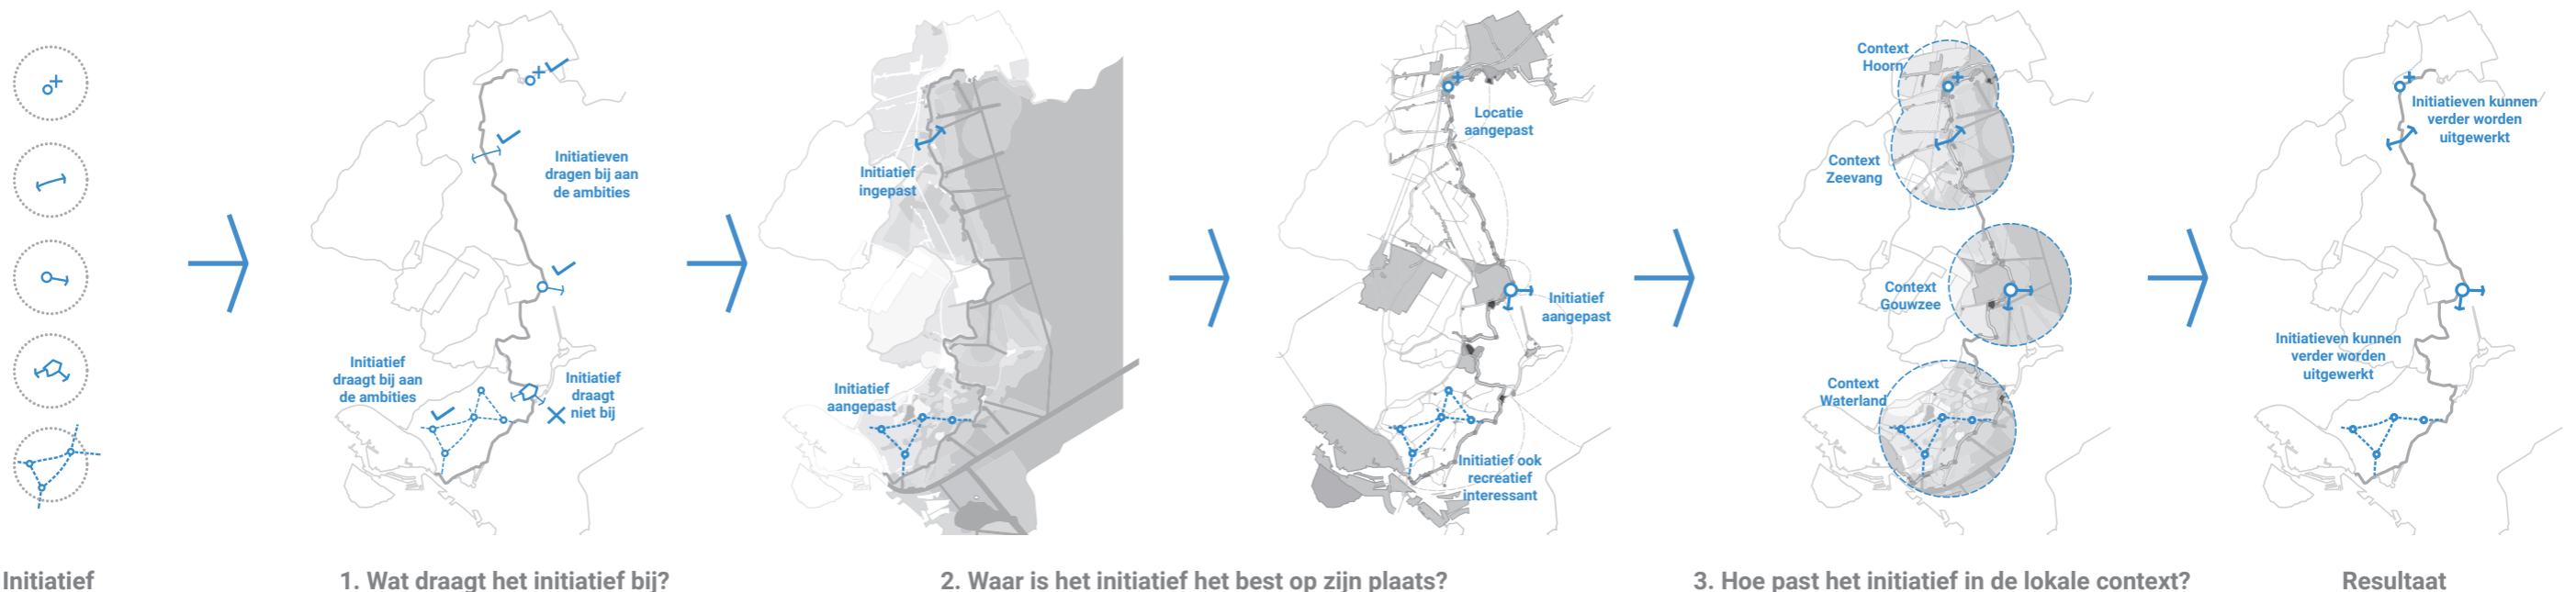 Initiatieven
dragen bij aan
de ambities
Initiatief
draagt bij aan
de ambities
Initiatief
draagt
niet bij
Initiatief
ingepast
Initiatief
aangepast
Locatie
aangepast
Initiatief
aangepast
Initiatief ook
recreatief
interessant
Context
Hoorn
Context
Zeevang
Context
Gouwzee
Context
Waterland
Initiatieven kunnen
verder worden
uitgewerkt
Initiatieven kunnen
verder worden
uitgewerkt
Initiatief
1. Wat draagt het initiatief bij?
2. Waar is het initiatief het best op zijn plaats?
3. Hoe past het initiatief in de lokale context?
Resultaat